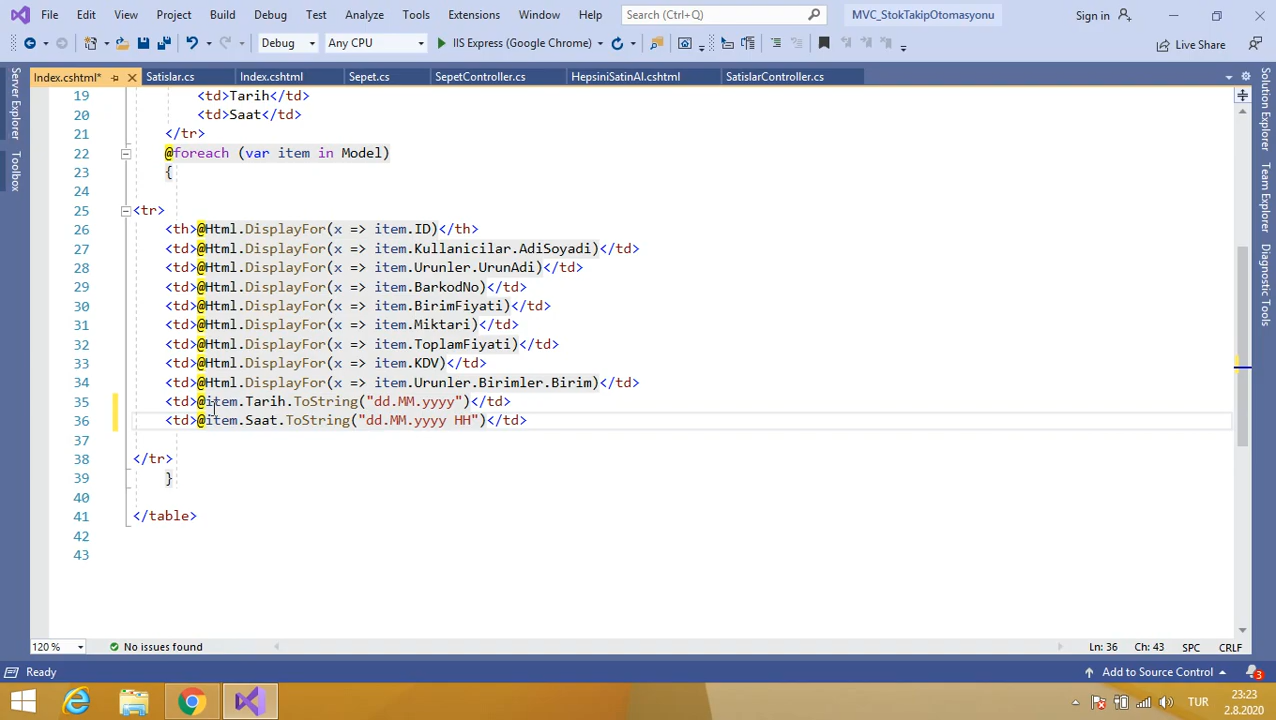 File Edit View Project Build Debug Test Analyze Tools Extensions Window Help Search (Ctrl+Q) MVC_StokTakipOtomasyonu Sign in
Debug Any CPU IIS Express (Google Chrome) Live Share
Index.cshtml* Satislar.cs Index.cshtml Sepet.cs SepetController.cs HepsiniSatinAl.cshtml SatislarController.cs
Server Explorer
Toolbox
Solution Explorer
Team Explorer
Diagnostic Tools
19 <td>Tarih</td>
20 <td>Saat</td>
21 </tr>
22 @foreach (var item in Model)
23 {
24
25 <tr>
26 <th>@Html.DisplayFor(x => item.ID)</th>
27 <td>@Html.DisplayFor(x => item.Kullanicilar.AdiSoyadi)</td>
28 <td>@Html.DisplayFor(x => item.Urunler.UrunAdi)</td>
29 <td>@Html.DisplayFor(x => item.BarkodNo)</td>
30 <td>@Html.DisplayFor(x => item.BirimFiyati)</td>
31 <td>@Html.DisplayFor(x => item.Miktari)</td>
32 <td>@Html.DisplayFor(x => item.ToplamFiyati)</td>
33 <td>@Html.DisplayFor(x => item.KDV)</td>
34 <td>@Html.DisplayFor(x => item.Urunler.Birimler.Birim)</td>
35 <td>@item.Tarih.ToString("dd.MM.yyyy")</td>
36 <td>@item.Saat.ToString("dd.MM.yyyy HH")</td>
37
38 </tr>
39 }
40
41 </table>
42
43
120 % No issues found Ln: 36 Ch: 43 SPC CRLF
Ready Add to Source Control 3
TUR 23:23
2.8.2020